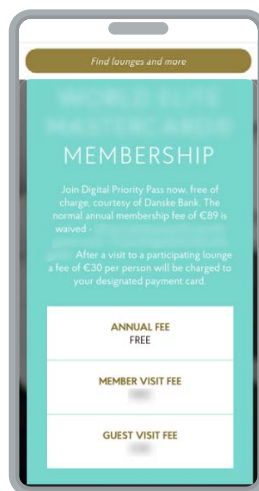 Find lounges and more
MEMBERSHIP
Join Digital Priority Pass now, free of
charge, courtesy of Danske Bank. The
normal annual membership fee of €89 is
waived -
After a visit to a participating lounge
a fee of €30 per person will be charged to
your designated payment card.
ANNUAL FEE
FREE
MEMBER VISIT FEE
GUEST VISIT FEE